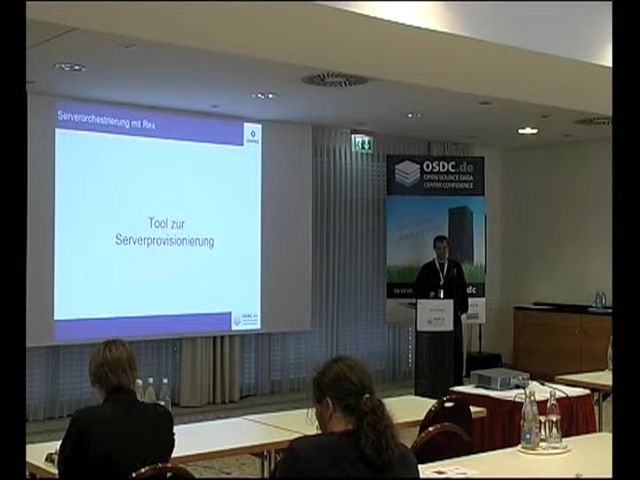 Serverorchestrierung mit Rex
Tool zur
Serverprovisionierung
OSDC.de
OPEN SOURCE DATA
CENTER CONFERENCE